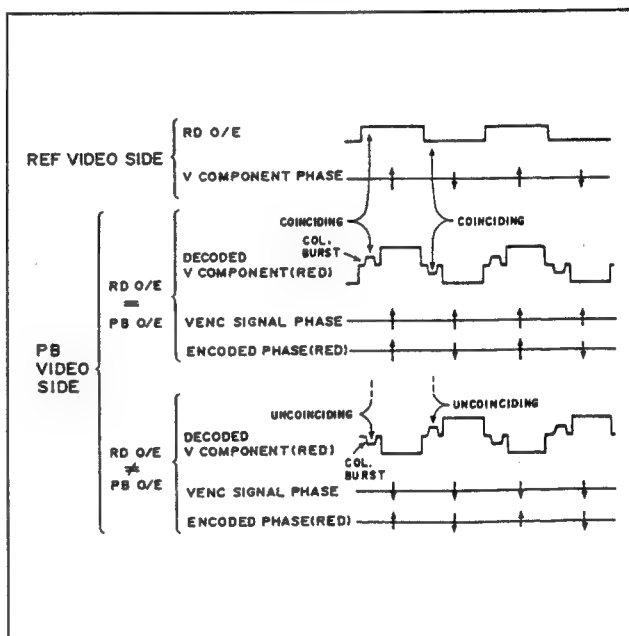 RD O/E
REF VIDEO SIDE
V COMPONENT PHASE
COINCIDING
COINCIDING
COL.
BURST
DECODED
V COMPONENT(RED)
RD O/E
=
PB O/E
VENC SIGNAL PHASE
ENCODED PHASE(RED)
PB
VIDEO
SIDE
UNCOINCIDING
UNCOINCIDING
DECODED
V COMPONENT(RED)
RD O/E
≠
PB O/E
COL.
BURST
VENC SIGNAL PHASE
ENCODED PHASE(RED)